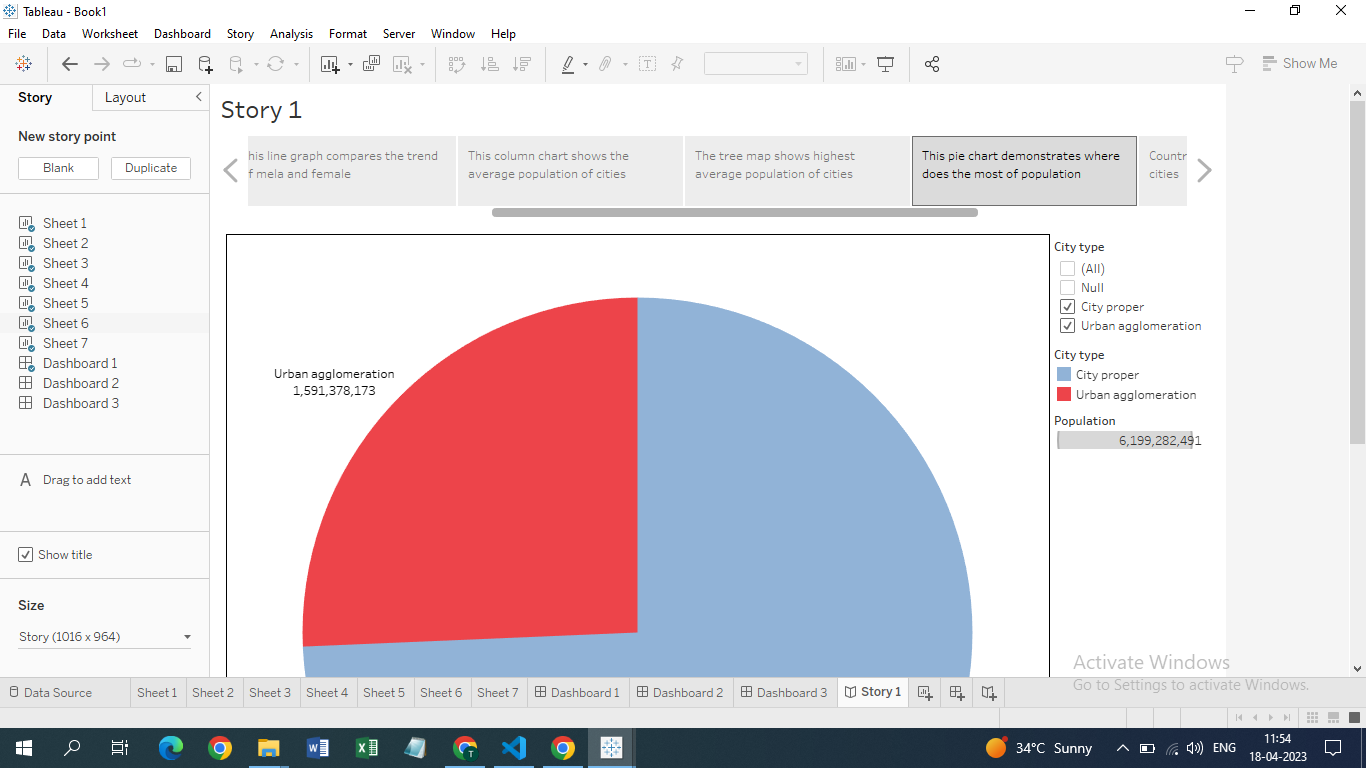 Tableau - Book1
File Data Worksheet Dashboard Story Analysis Format Server Window Help
Show Me
Story Layout
New story point
Blank Duplicate
Sheet 1
Sheet 2
Sheet 3
Sheet 4
Sheet 5
Sheet 6
Sheet 7
Dashboard 1
Dashboard 2
Dashboard 3
A Drag to add text
Show title
Size
Story (1016 x 964)
Story 1
his line graph compares the trend
f mela and female
This column chart shows the
average population of cities
The tree map shows highest
average population of cities
This pie chart demonstrates where
does the most of population
Countr
cities
Urban agglomeration
1,591,378,173
City type
(All)
Null
City proper
Urban agglomeration
City type
City proper
Urban agglomeration
Population
6,199,282,491
Activate Windows
Go to Settings to activate Windows.
Data Source Sheet 1 Sheet 2 Sheet 3 Sheet 4 Sheet 5 Sheet 6 Sheet 7 Dashboard 1 Dashboard 2 Dashboard 3 Story 1
34°C Sunny ENG 11:54
18-04-2023